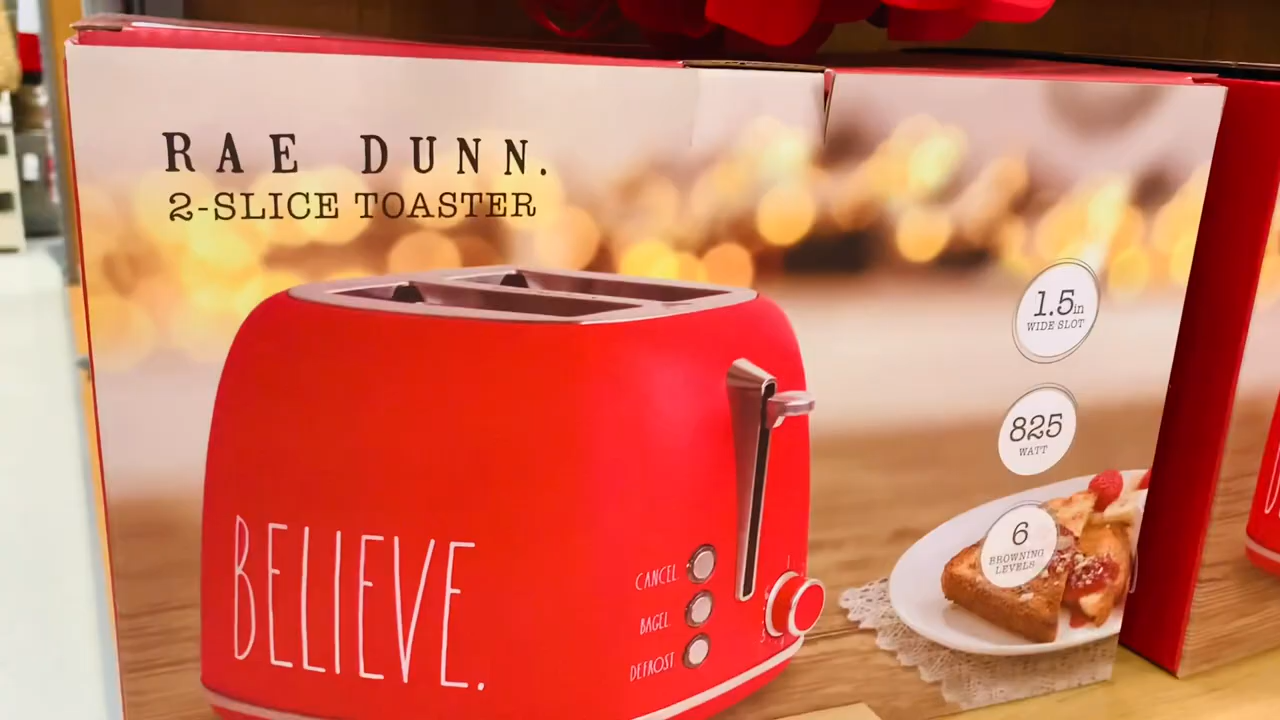 RAE DUNN.
2-SLICE TOASTER
1.5in
WIDE SLOT
825
WATT
6
BROWNING
LEVELS
BELIEVE.
CANCEL
BAGEL
DEFROST